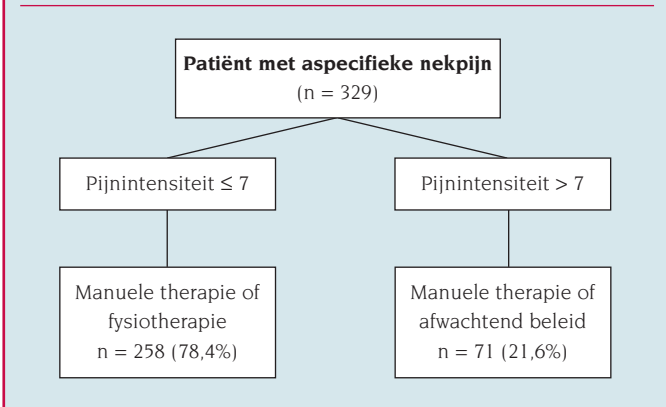 Patiënt met aspecifieke nekpijn
(n = 329)
Pijnintensiteit ≤ 7
Pijnintensiteit > 7
Manuele therapie of
fysiotherapie
n = 258 (78,4%)
Manuele therapie of
afwachtend beleid
n = 71 (21,6%)